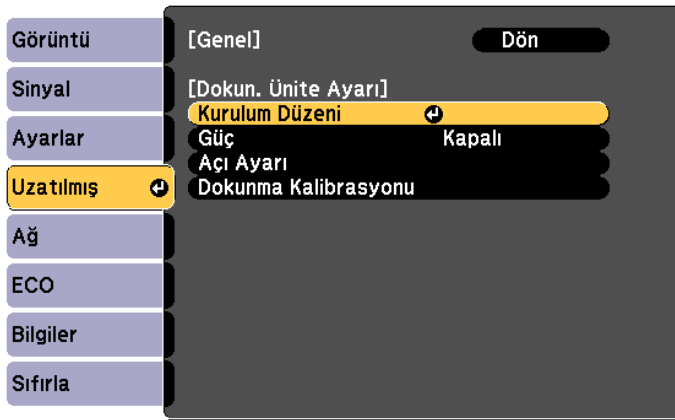 Görüntü
Sinyal
Ayarlar
Uzatılmış
Ağ
ECO
Bilgiler
Sıfırla
[Genel] Dön
[Dokun. Ünite Ayarı]
Kurulum Düzeni
Güç Kapalı
Açı Ayarı
Dokunma Kalibrasyonu